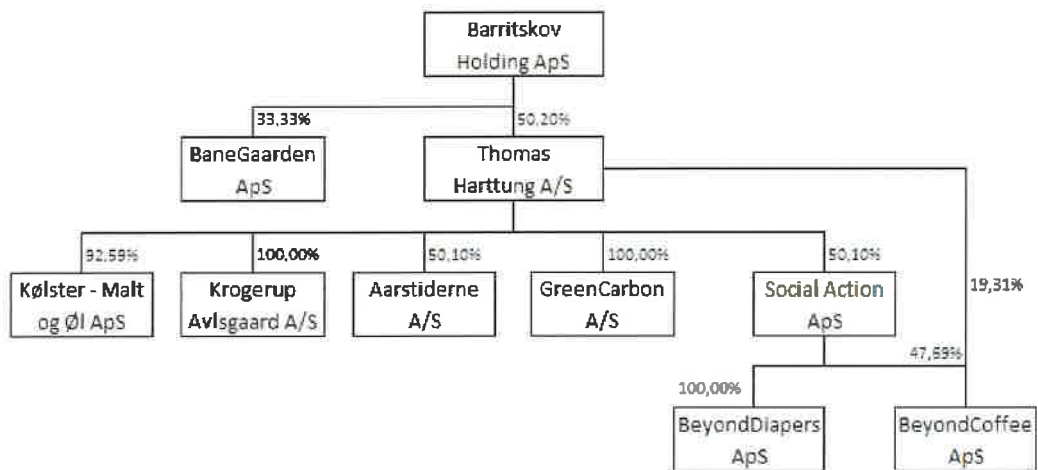 Barritskov
Holding ApS
33,33%
50,20%
BaneGaarden
ApS
Thomas
Harttung A/S
92,59%
100,00%
50,10%
100,00%
50,10%
19,31%
Kølster - Malt
og Øl ApS
Krogerup
Avlsgaard A/S
Aarstiderne
A/S
GreenCarbon
A/S
Social Action
ApS
47,69%
100,00%
BeyondDiapers
ApS
BeyondCoffee
ApS